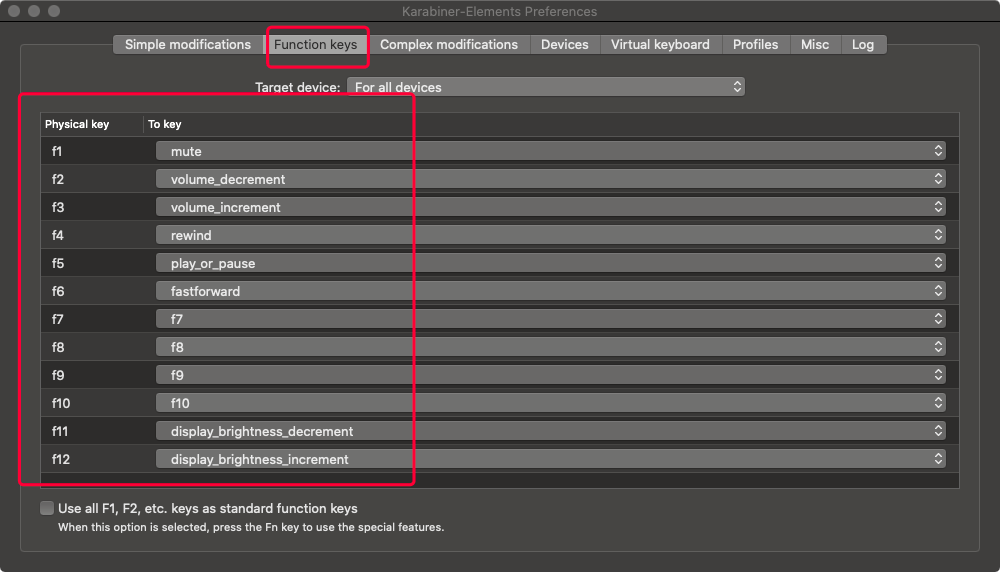 Karabiner-Elements Preferences
Simple modifications Function keys Complex modifications Devices Virtual keyboard Profiles Misc Log
Target device: For all devices
Physical key To key
f1 mute
f2 volume_decrement
f3 volume_increment
f4 rewind
f5 play_or_pause
f6 fastforward
f7 f7
f8 f8
f9 f9
f10 f10
f11 display_brightness_decrement
f12 display_brightness_increment
Use all F1, F2, etc. keys as standard function keys
When this option is selected, press the Fn key to use the special features.